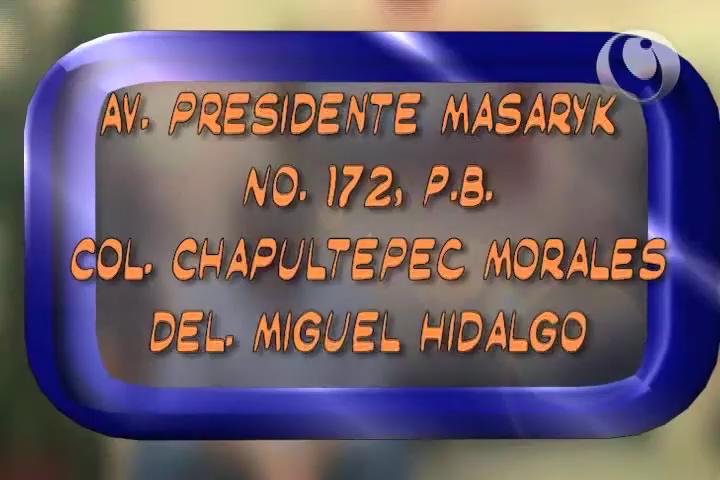 AV. PRESIDENTE MASARYK
NO. 172, P.B.
COL. CHAPULTEPEC MORALES
DEL. MIGUEL HIDALGO